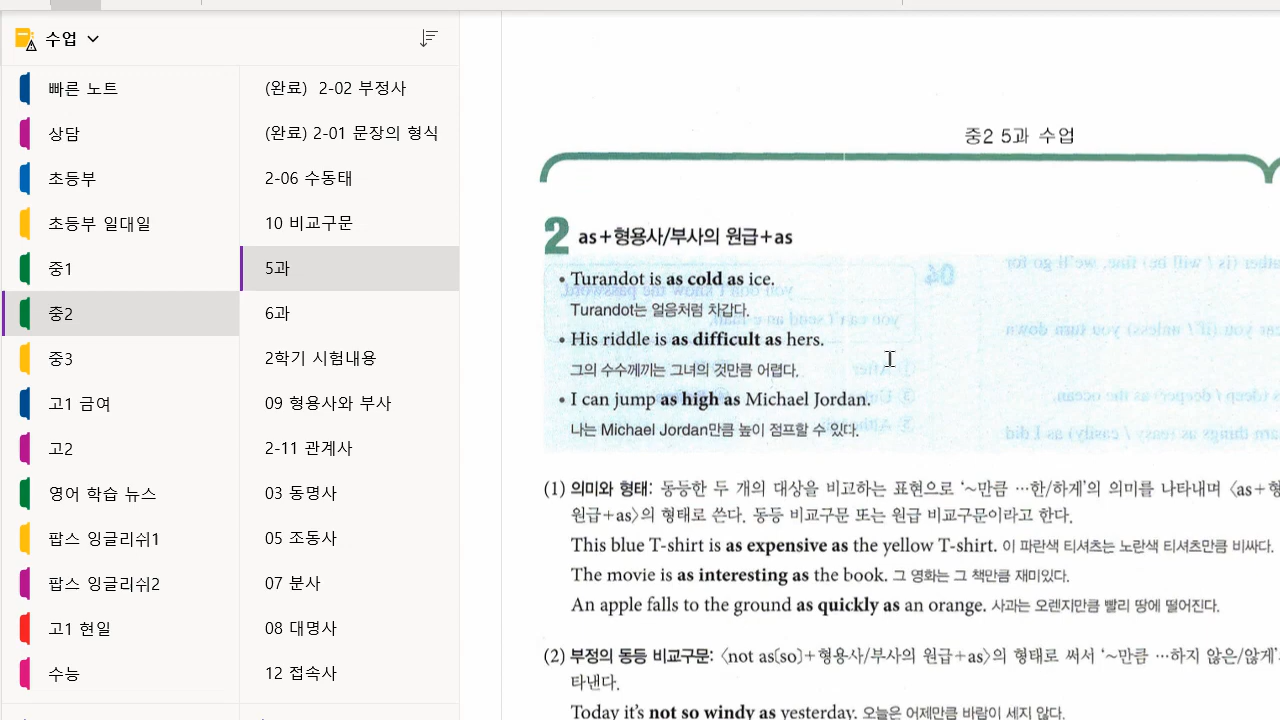 수업
빠른 노트
상담
초등부
초등부 일대일
중1
중2
중3
고1 금여
고2
영어 학습 뉴스
팝스 잉글리쉬1
팝스 잉글리쉬2
고1 현일
수능
(완료)  2-02 부정사
(완료) 2-01 문장의 형식
2-06 수동태
10 비교구문
5과
6과
2학기 시험내용
09 형용사와 부사
2-11 관계사
03 동명사
05 조동사
07 분사
08 대명사
12 접속사
중2 5과 수업
2 as+형용사/부사의 원급+as
• Turandot is as cold as ice.
Turandot는 얼음처럼 차갑다.
• His riddle is as difficult as hers.
그의 수수께끼는 그녀의 것만큼 어렵다.
• I can jump as high as Michael Jordan.
나는 Michael Jordan만큼 높이 점프할 수 있다.
(1) 의미와 형태: 동등한 두 개의 대상을 비교하는 표현으로 ‘~만큼 …한/하게’의 의미를 나타내며 〈as+형
원급+as〉의 형태로 쓴다. 동등 비교구문 또는 원급 비교구문이라고 한다.
This blue T-shirt is as expensive as the yellow T-shirt. 이 파란색 티셔츠는 노란색 티셔츠만큼 비싸다.
The movie is as interesting as the book. 그 영화는 그 책만큼 재미있다.
An apple falls to the ground as quickly as an orange. 사과는 오렌지만큼 빨리 땅에 떨어진다.
(2) 부정의 동등 비교구문: 〈not as(so)+형용사/부사의 원급+as〉의 형태로 써서 ‘~만큼 …하지 않은/않게’
타낸다.
Today it's not so windy as yesterday. 오늘은 어제만큼 바람이 세지 않다.